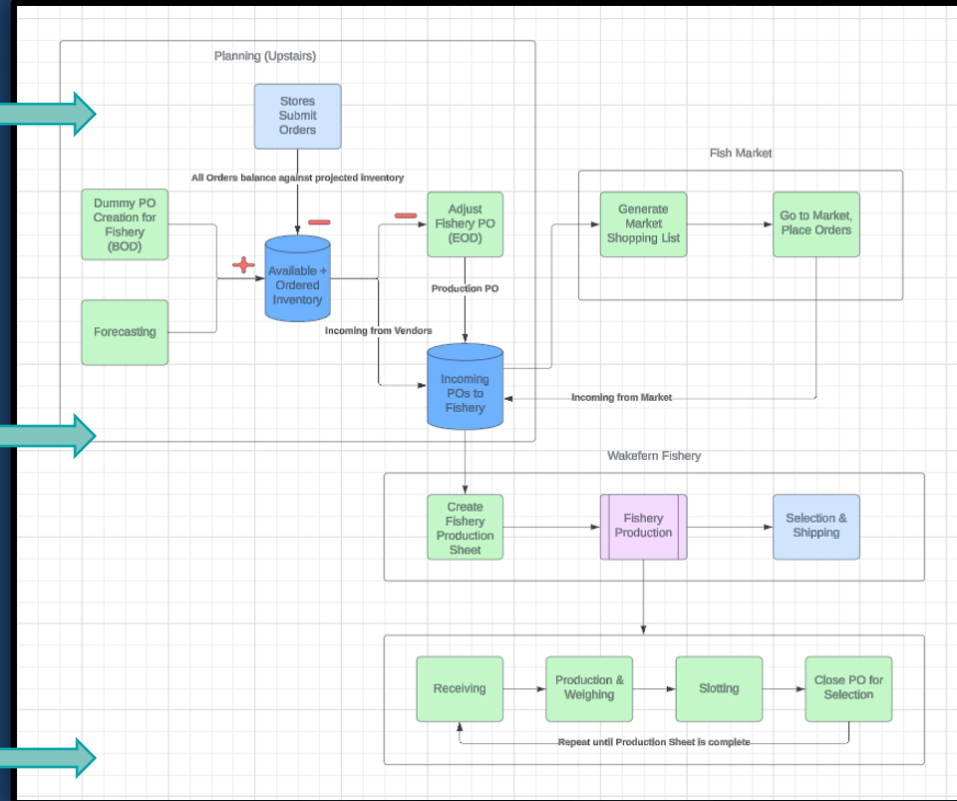 Planning (Upstairs)
Stores
Submit
Orders
All Orders balance against projected Inventory
Dummy PO
Creation for
Fishery
(BOD)
Forecasting
Available +
Ordered
Inventory
Adjust
Fishery PO
(EOD)
Production PO
Incoming from Vendors
Incoming
POs to
Fishery
Fish Market
Generate
Market
Shopping List
Go to Market,
Place Orders
Incoming from Market
Wakefern Fishery
Create
Fishery
Production
Sheet
Fishery
Production
Selection &
Shipping
Receiving
Production &
Weighing
Slotting
Close PO for
Selection
Repeat until Production Sheet is complete